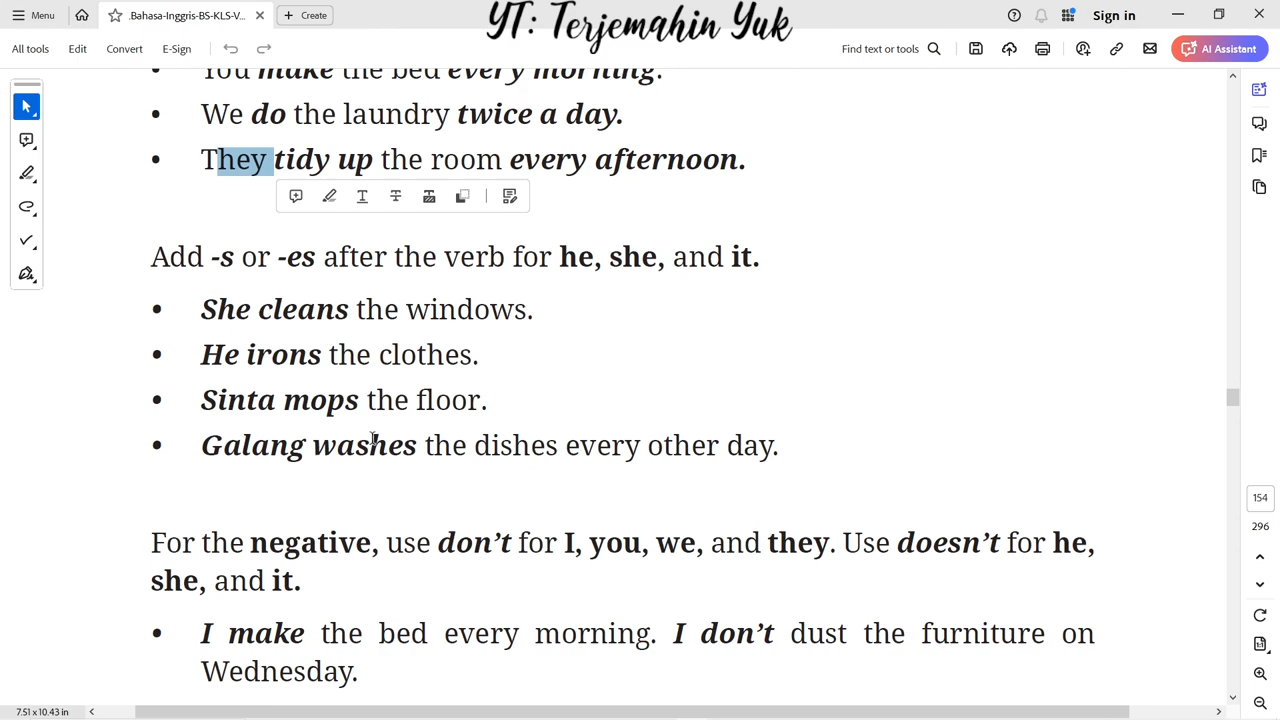 Menu
.Bahasa-Inggris-BS-KLS-V...
Create
YT: Terjemahin Yuk
Sign in
All tools
Edit
Convert
E-Sign
Find text or tools
AI Assistant
• You make the bed every morning.
• We do the laundry twice a day.
• They tidy up the room every afternoon.
Add -s or -es after the verb for he, she, and it.
• She cleans the windows.
• He irons the clothes.
• Sinta mops the floor.
• Galang washes the dishes every other day.
For the negative, use don’t for I, you, we, and they. Use doesn’t for he,
she, and it.
• I make the bed every morning. I don’t dust the furniture on
Wednesday.
154
296
7.51 x 10.43 in